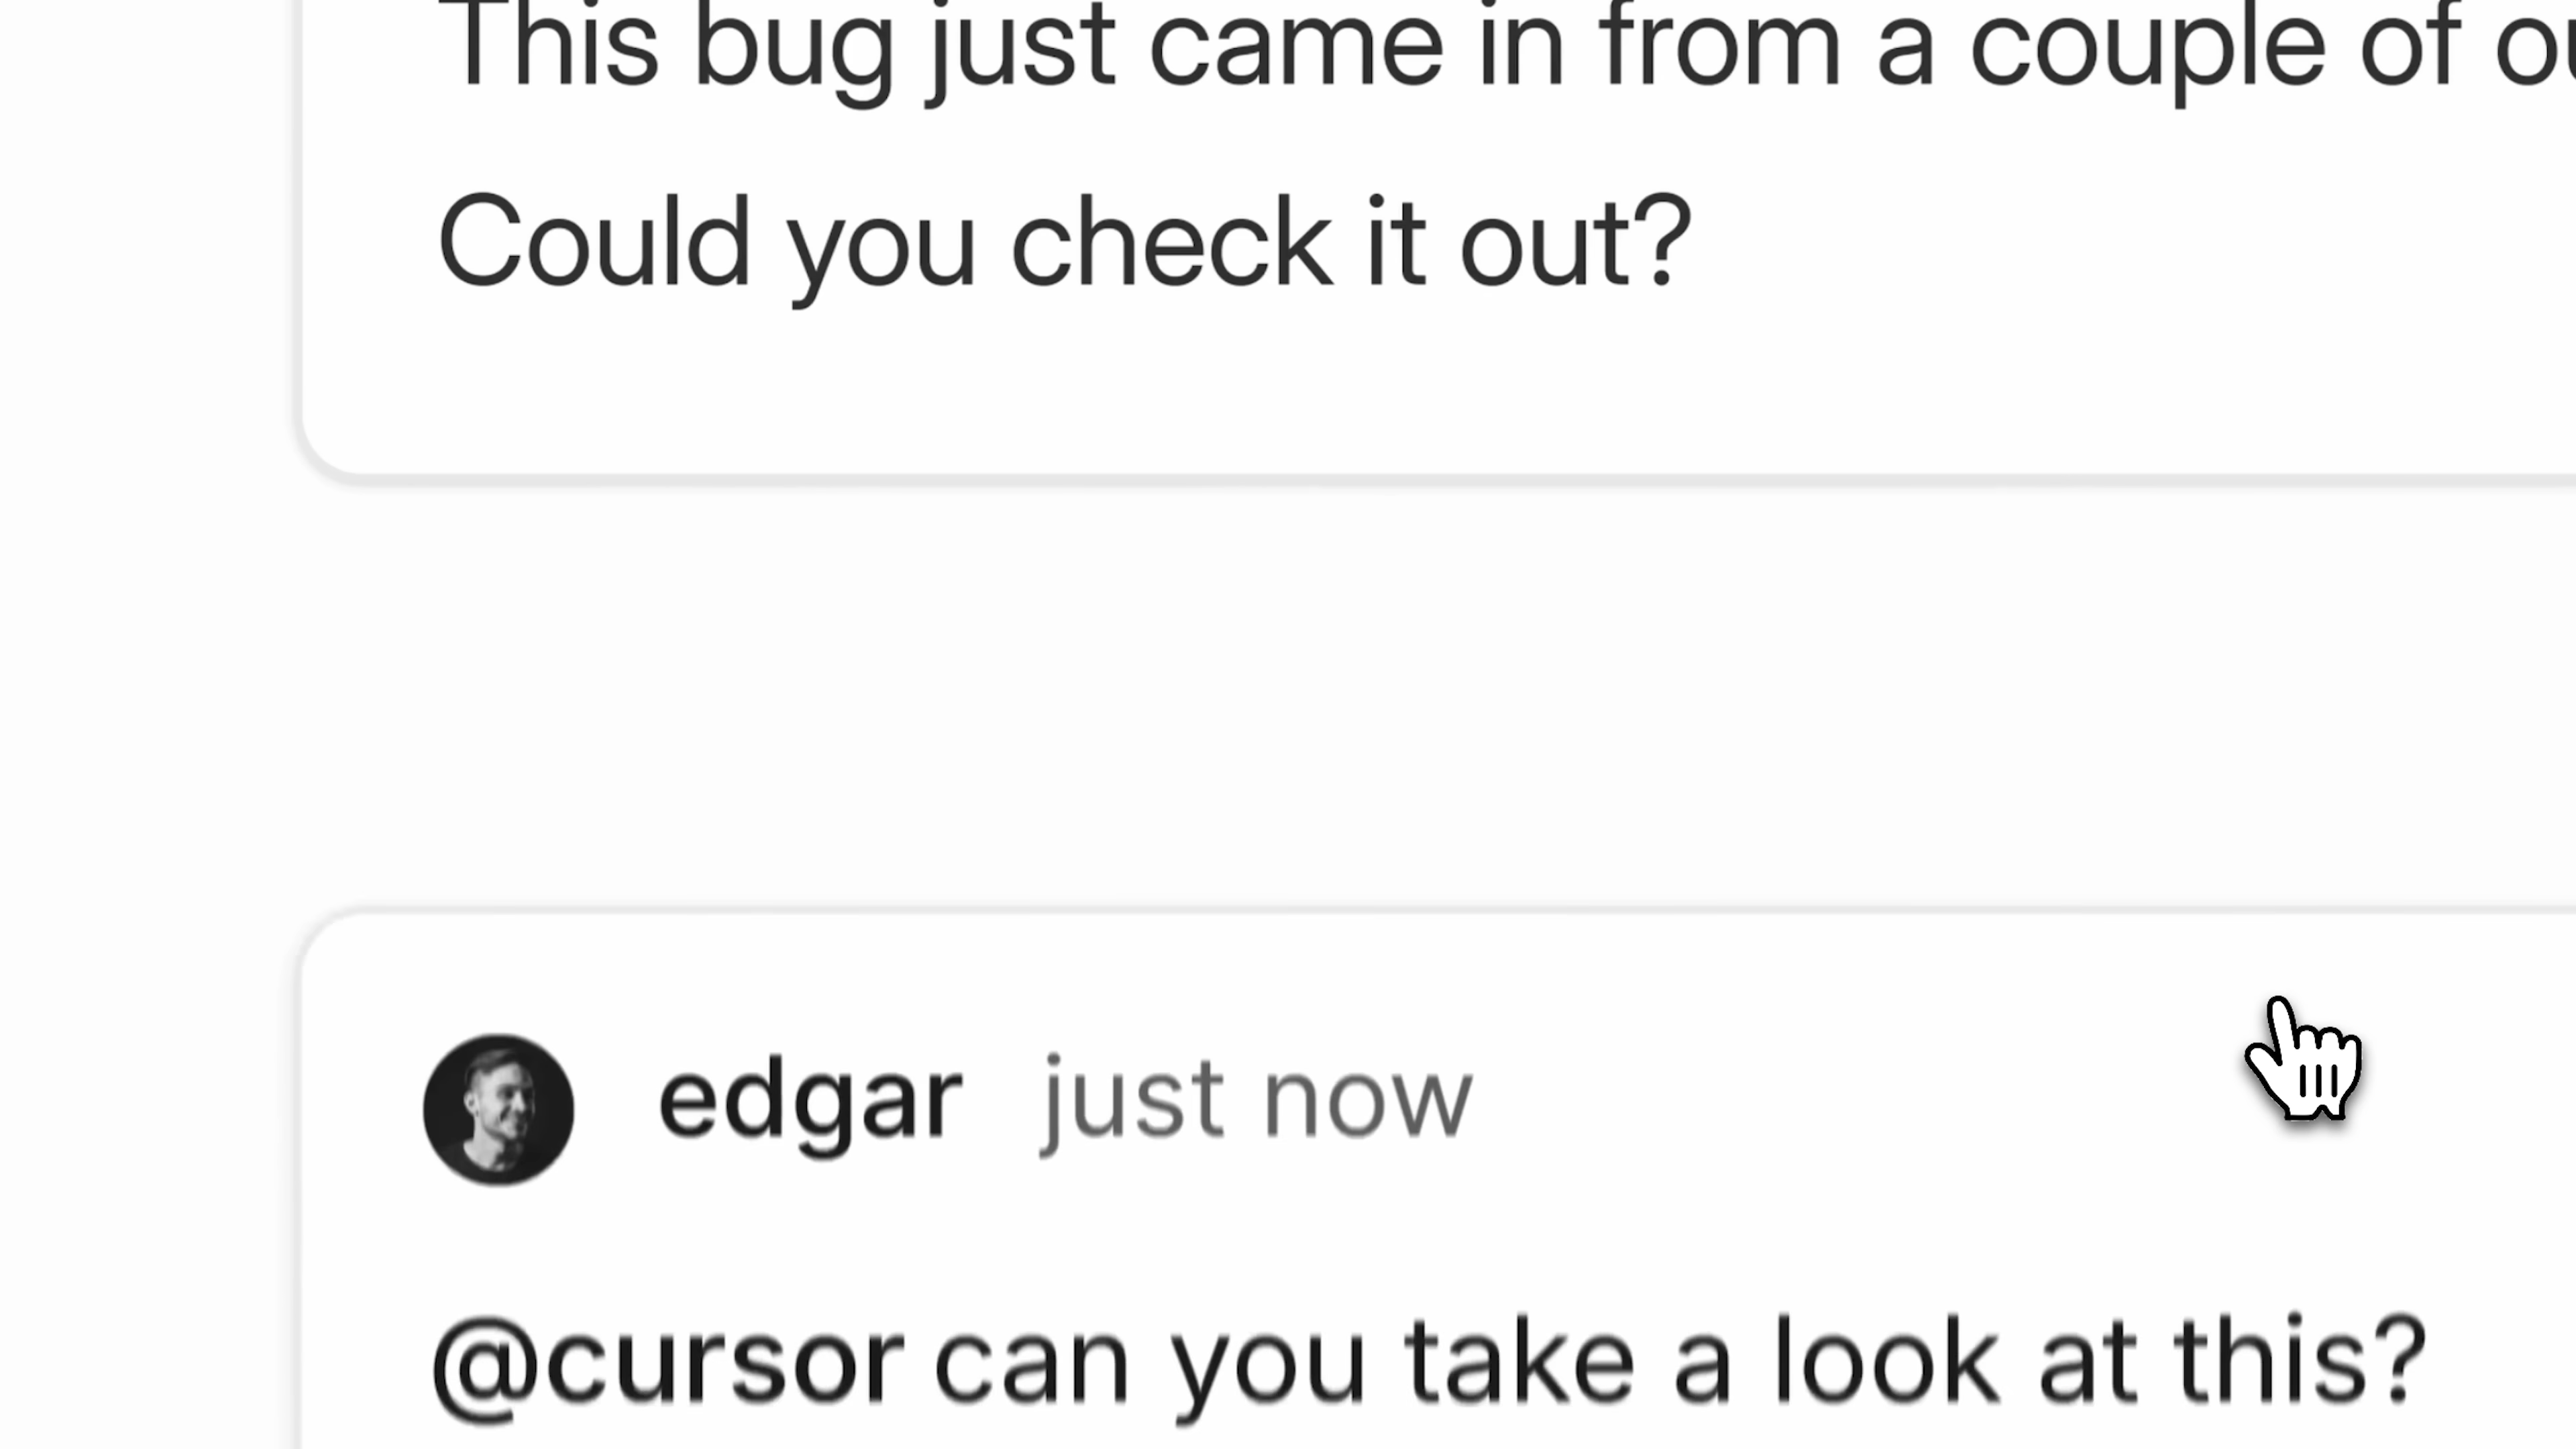 This bug just came in from a couple of
Could you check it out?
edgar just now
@cursor can you take a look at this?